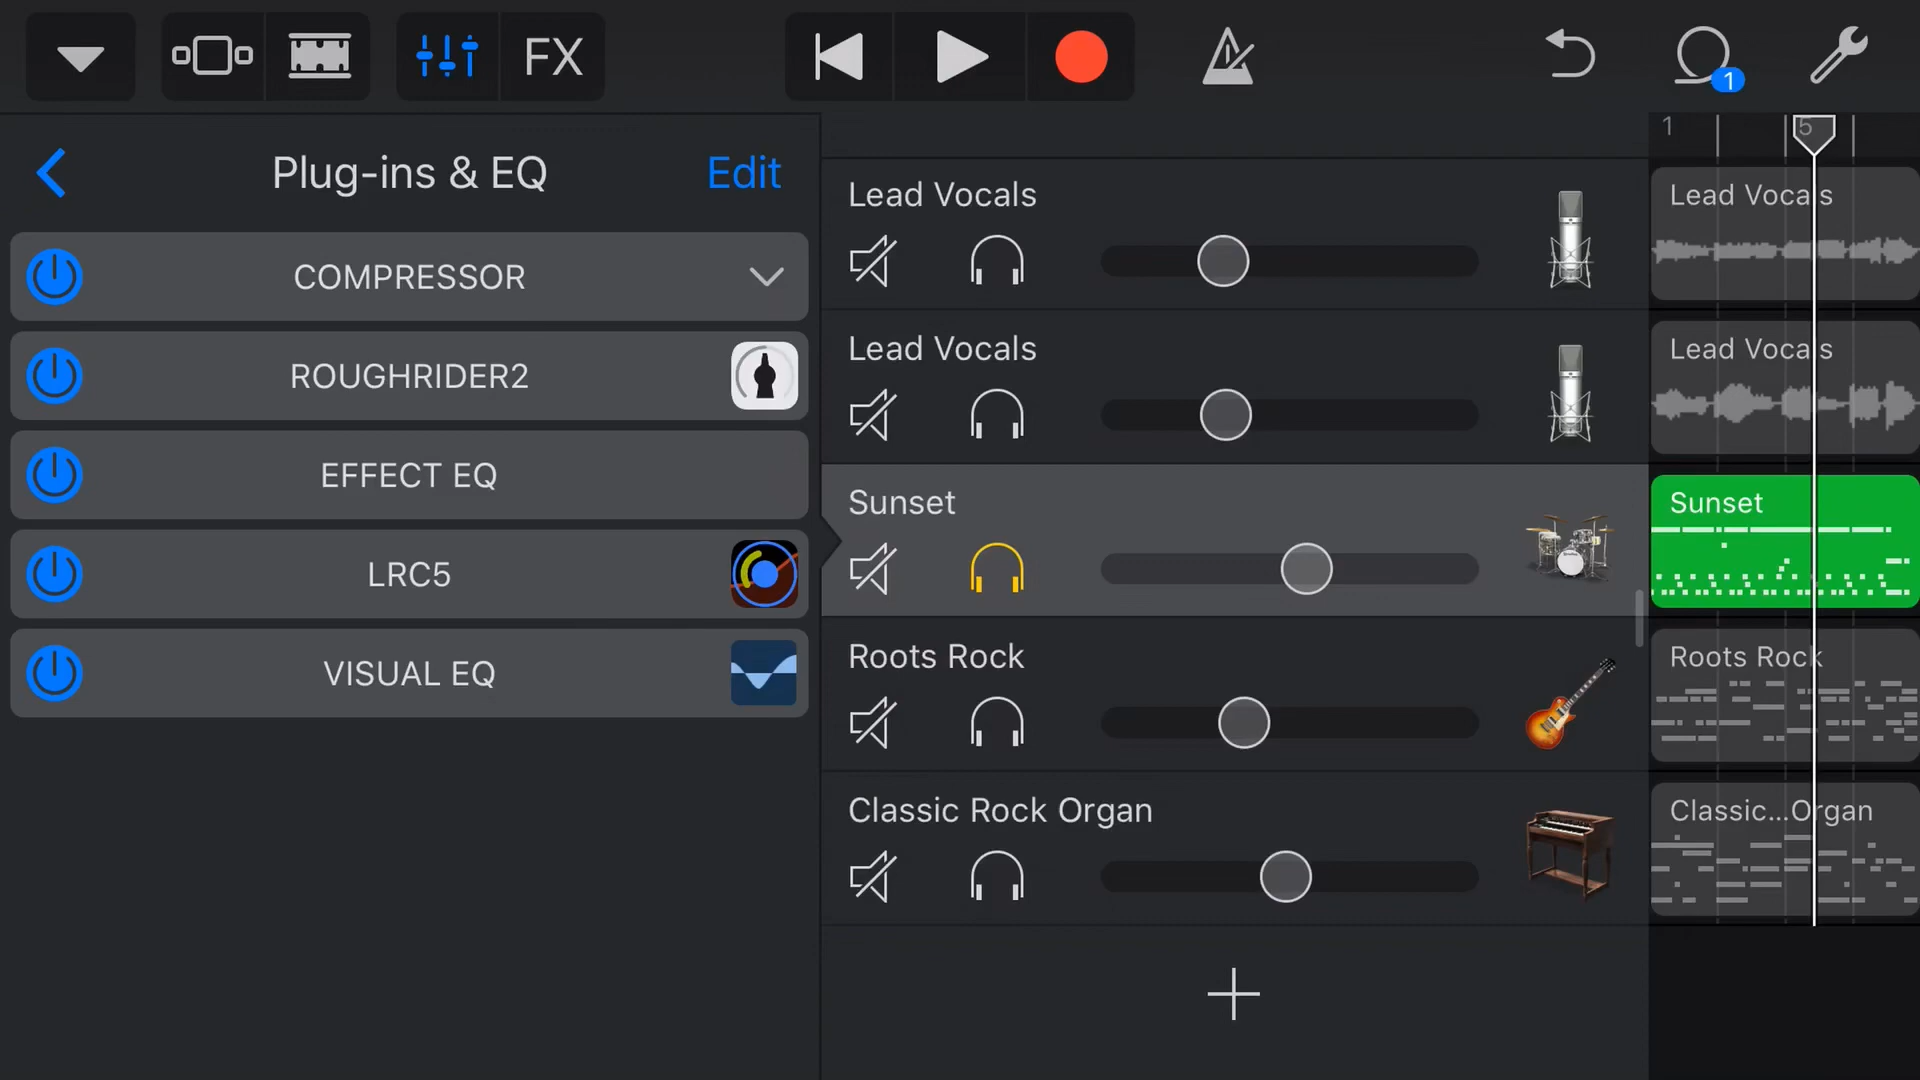 FX
1
Plug-ins & EQ
Edit
COMPRESSOR
ROUGHRIDER2
EFFECT EQ
LRC5
VISUAL EQ
Lead Vocals
Lead Vocals
Sunset
Roots Rock
Classic Rock Organ
1
5
Lead Vocals
Lead Vocals
Sunset
Roots Rock
Classic...Organ